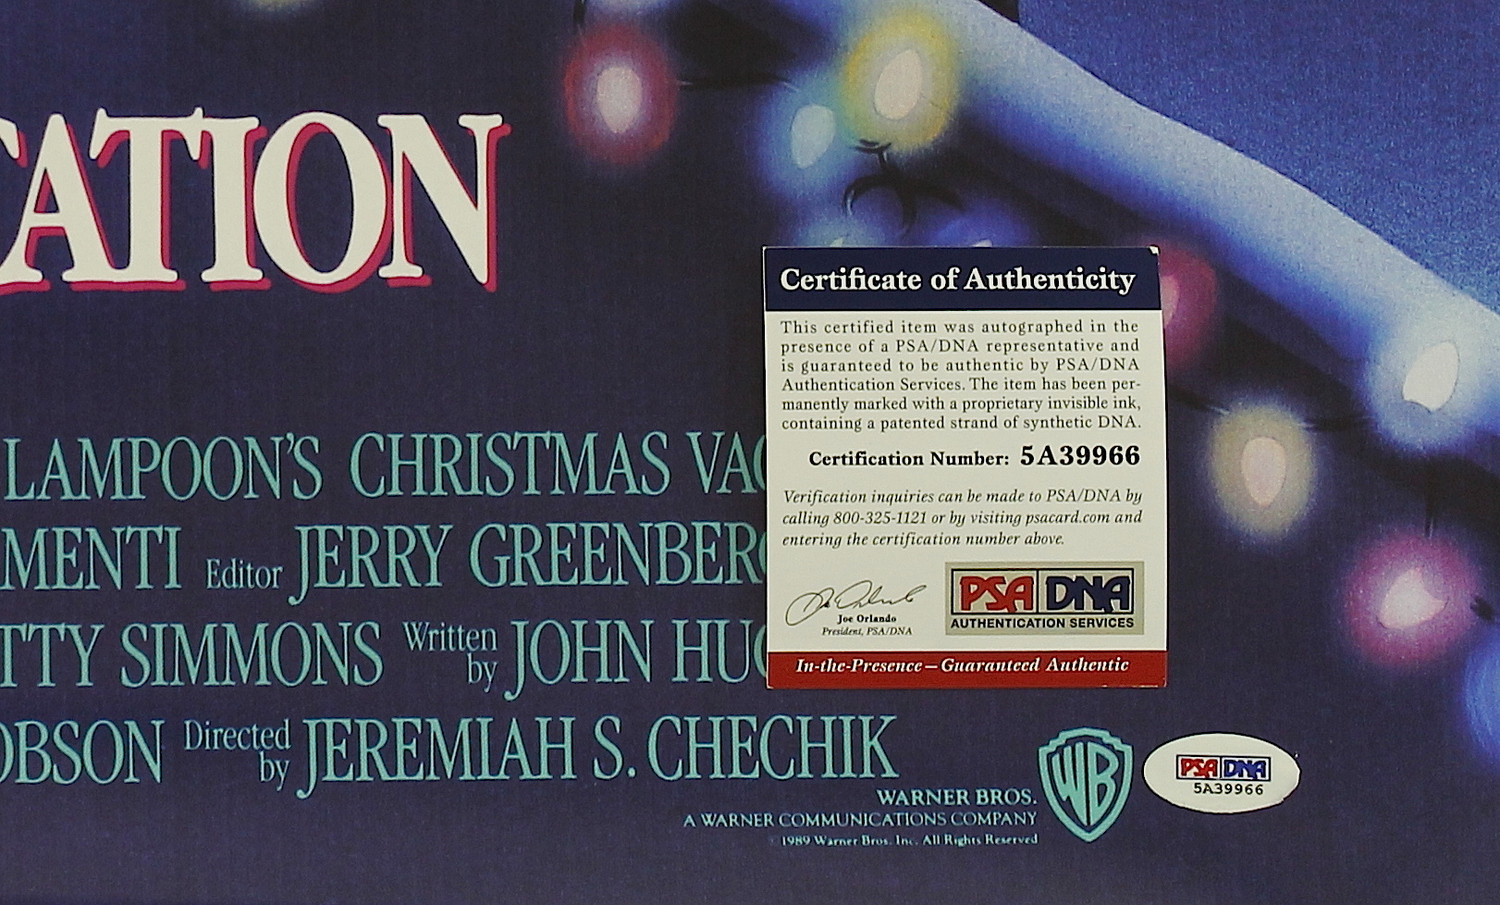 CATION
LAMPOON'S CHRISTMAS VAC
MENTI Editor JERRY GREENBERG
TTY SIMMONS Written by JOHN HUG
OBSON Directed by JEREMIAH S. CHECHIK
WARNER BROS.
A WARNER COMMUNICATIONS COMPANY
©1989 Warner Bros. Inc. All Rights Reserved
WB
Certificate of Authenticity
This certified item was autographed in the
presence of a PSA/DNA representative and
is guaranteed to be authentic by PSA/DNA
Authentication Services. The item has been per-
manently marked with a proprietary invisible ink,
containing a patented strand of synthetic DNA.
Certification Number: 5A39966
Verification inquiries can be made to PSA/DNA by
calling 800-325-1121 or by visiting psacard.com and
entering the certification number above.
Joe Orlando
President, PSA/DNA
PSA DNA
AUTHENTICATION SERVICES
In-the-Presence—Guaranteed Authentic
PSA DNA
5A39966